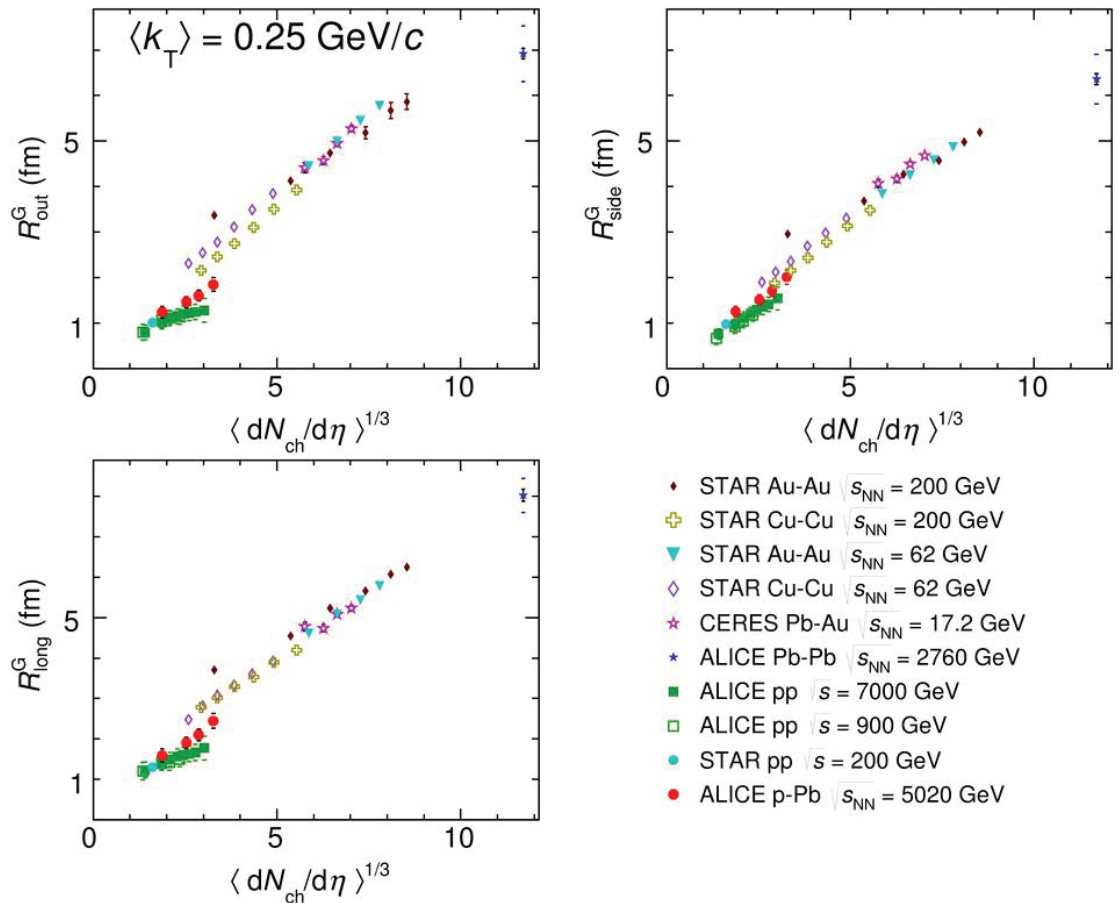 ⟨k_T⟩ = 0.25 GeV/c
R^G_out (fm)
5
1
0 5 10
⟨ dN_ch/dη ⟩^1/3
R^G_side (fm)
5
1
0 5 10
⟨ dN_ch/dη ⟩^1/3
R^G_long (fm)
5
1
0 5 10
⟨ dN_ch/dη ⟩^1/3
STAR Au-Au √s_NN = 200 GeV
STAR Cu-Cu √s_NN = 200 GeV
STAR Au-Au √s_NN = 62 GeV
STAR Cu-Cu √s_NN = 62 GeV
CERES Pb-Au √s_NN = 17.2 GeV
ALICE Pb-Pb √s_NN = 2760 GeV
ALICE pp √s = 7000 GeV
ALICE pp √s = 900 GeV
STAR pp √s = 200 GeV
ALICE p-Pb √s_NN = 5020 GeV